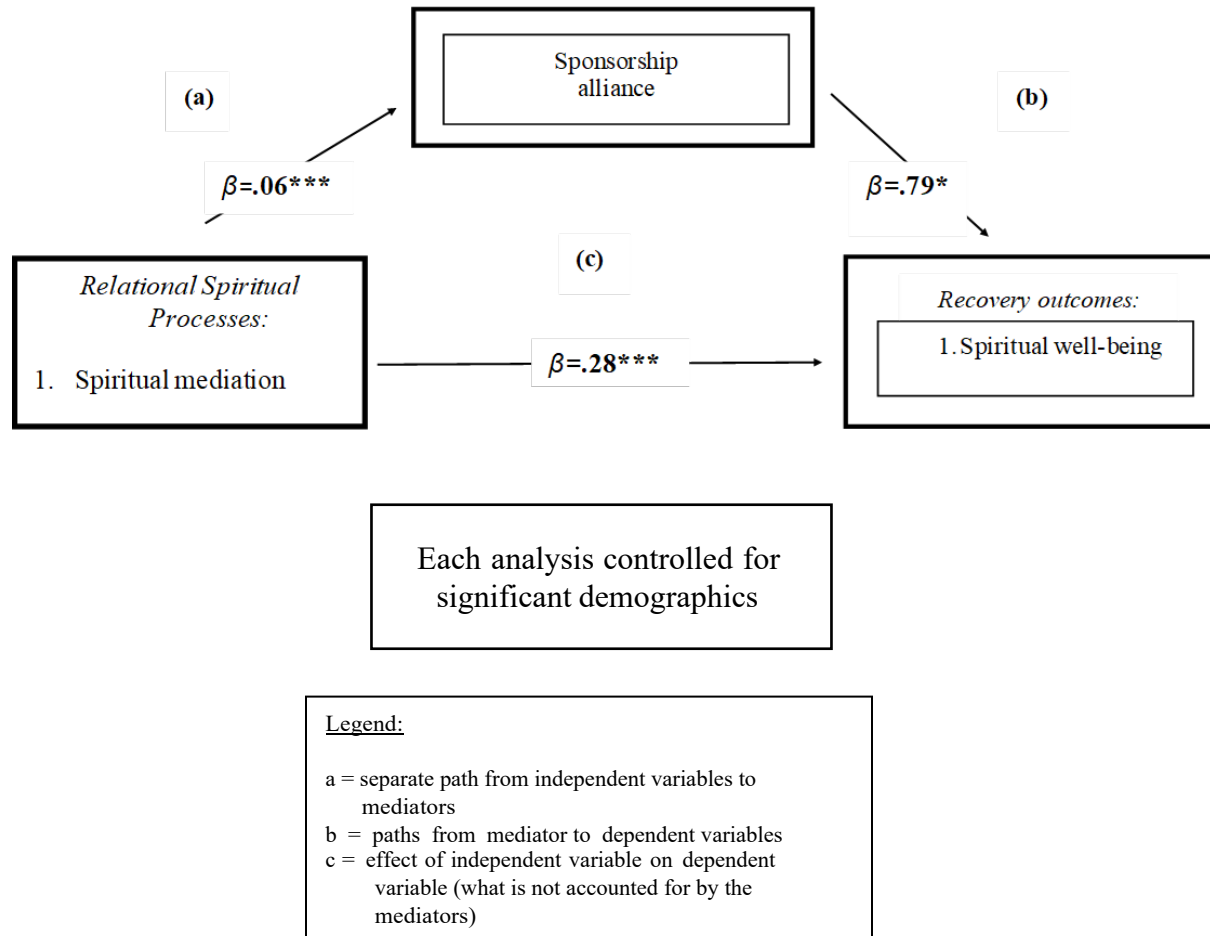 Sponsorship
alliance
(a)
(b)
β=.06***
β=.79*
(c)
Relational Spiritual
Processes:
1. Spiritual mediation
β=.28***
Recovery outcomes:
1. Spiritual well-being
Each analysis controlled for
significant demographics
Legend:
a = separate path from independent variables to
mediators
b = paths from mediator to dependent variables
c = effect of independent variable on dependent
variable (what is not accounted for by the
mediators)